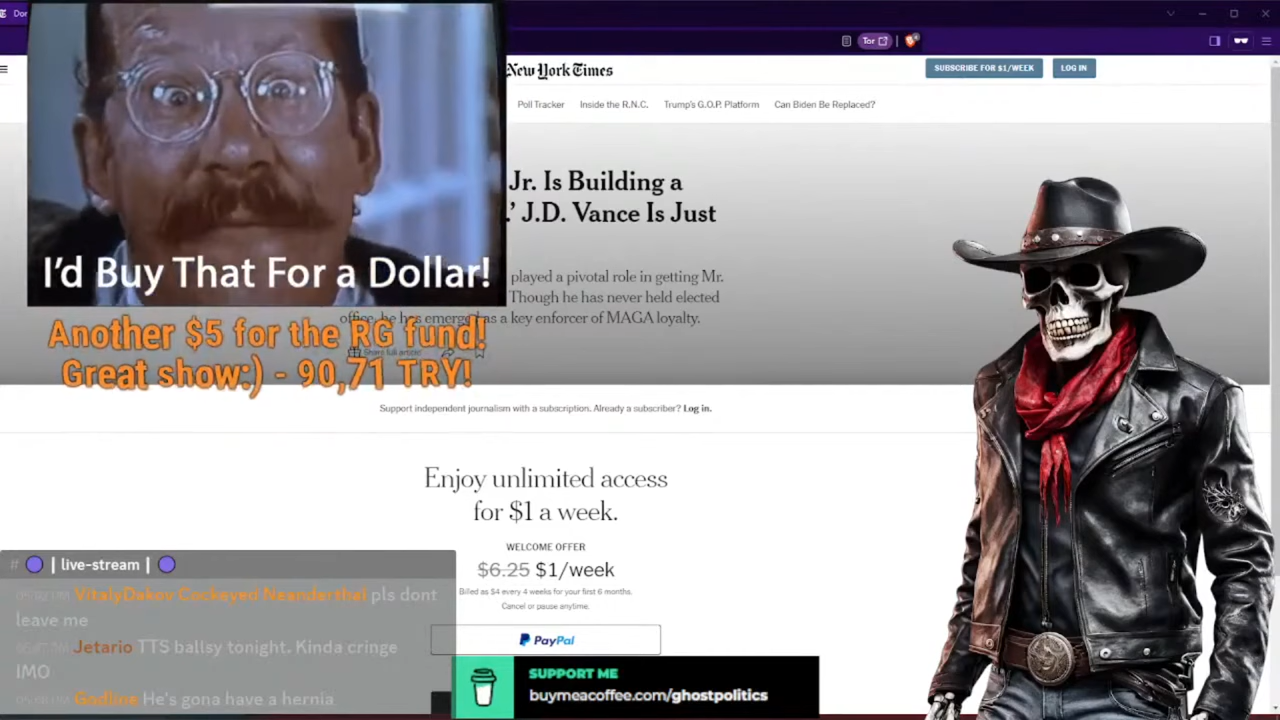 Tor
New York Times
SUBSCRIBE FOR $1/WEEK
LOG IN
Poll Tracker
Inside the R.N.C.
Trump's G.O.P. Platform
Can Biden Be Replaced?
Jr. Is Building a
.' J.D. Vance Is Just
played a pivotal role in getting Mr.
Though he has never held elected
office, he has emerged as a key enforcer of MAGA loyalty.
Share full article
I'd Buy That For a Dollar!
Another $5 for the RG fund!
Great show:) - 90,71 TRY!
Support independent journalism with a subscription. Already a subscriber? Log in.
Enjoy unlimited access
for $1 a week.
WELCOME OFFER
$6.25 $1/week
Billed as $4 every 4 weeks for your first 6 months.
Cancel or pause anytime.
PayPal
# | live-stream |
VitalyDakov Cockeyed Neanderthal pls dont
leave me
Jetario TTS ballsy tonight. Kinda cringe
IMO
Godline He's gona have a hernia
SUPPORT ME
buymeacoffee.com/ghostpolitics